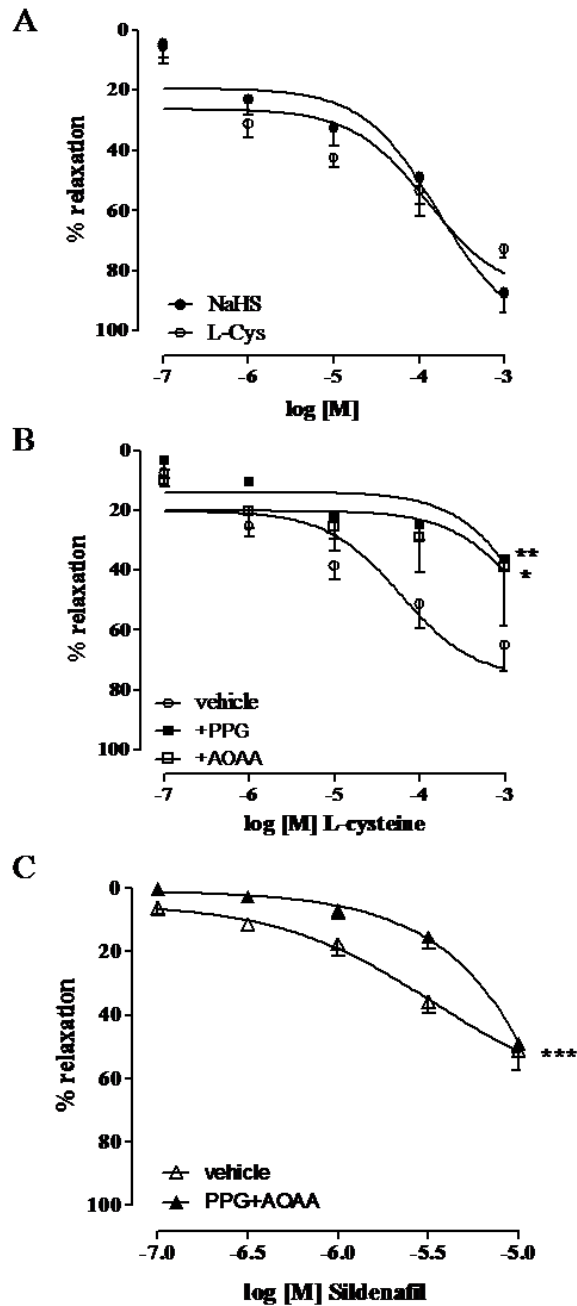 A
0
20
40
60
80
100
% relaxation
NaHS
L-Cys
-7 -6 -5 -4 -3
log [M]
B
0
20
40
60
80
100
% relaxation
**
*
vehicle
+PPG
+AOAA
-7 -6 -5 -4 -3
log [M] L-cysteine
C
0
20
40
60
80
100
% relaxation
***
vehicle
PPG+AOAA
-7.0 -6.5 -6.0 -5.5 -5.0
log [M] Sildenafil